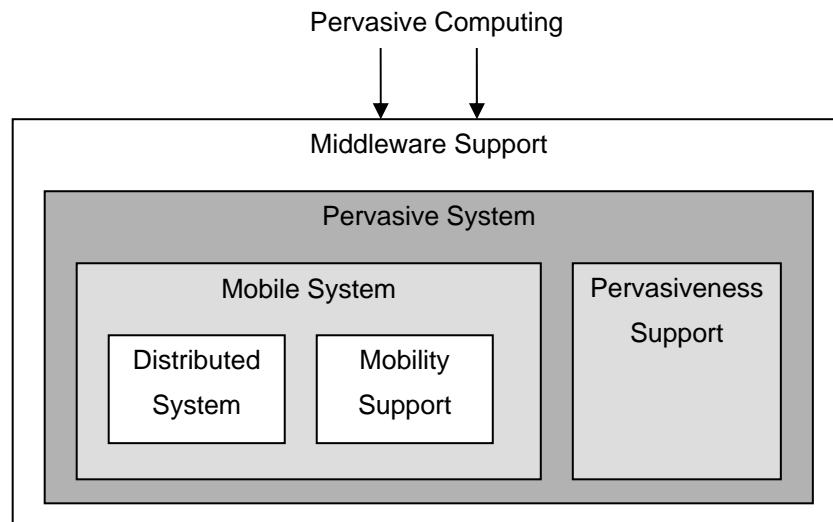 Pervasive Computing
Middleware Support
Pervasive System
Mobile System
Distributed
System
Mobility
Support
Pervasiveness
Support